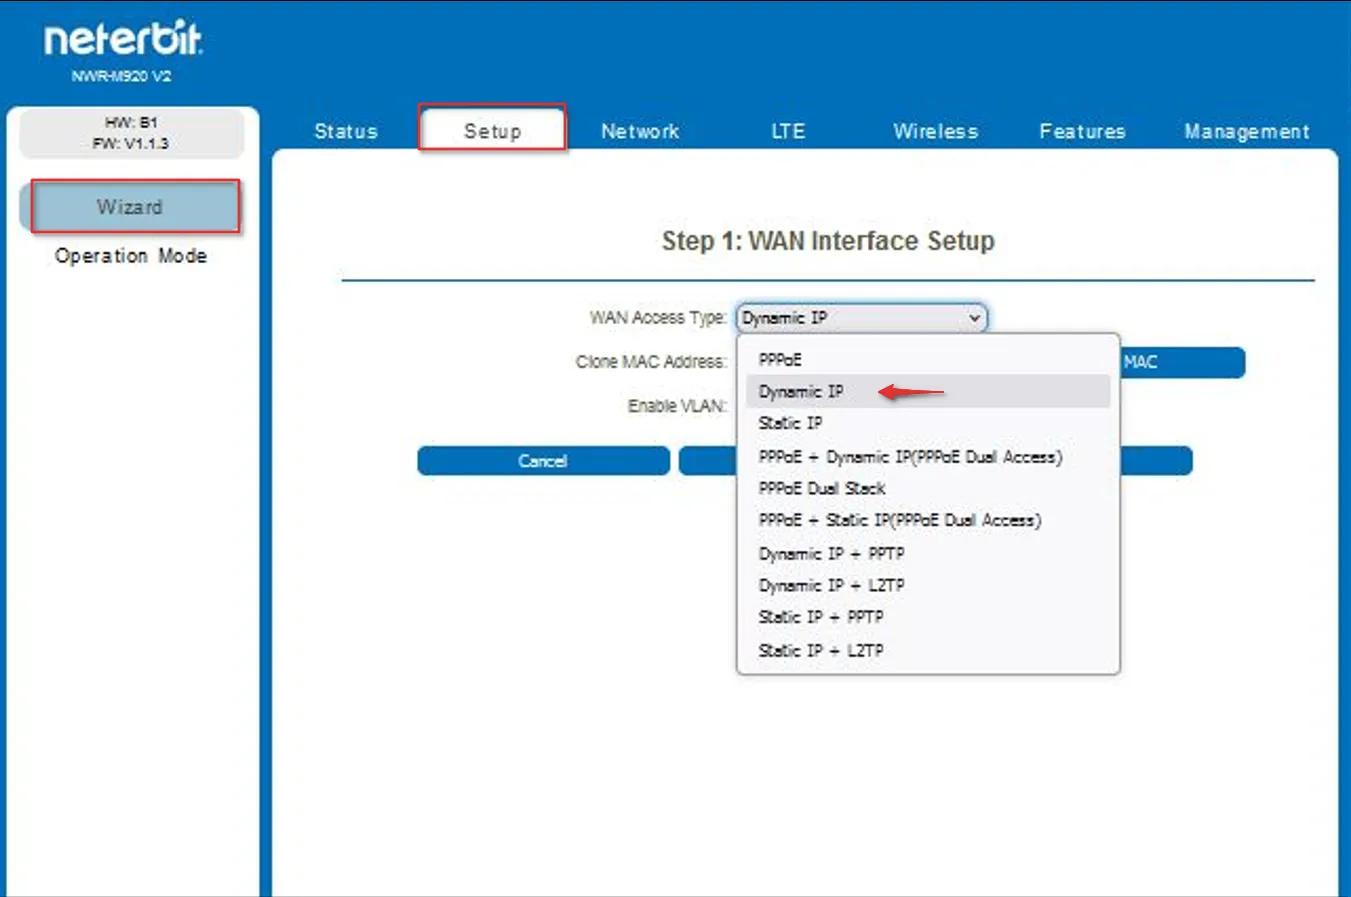 neterbit
NWR-M920 V2
HW: B1
FW: V1.1.3
Status Setup Network LTE Wireless Features Management
Wizard
Operation Mode
Step 1: WAN Interface Setup
WAN Access Type: Dynamic IP
Clone MAC Address: MAC
Enable VLAN:
PPPoE
Dynamic IP
Static IP
PPPoE + Dynamic IP(PPPoE Dual Access)
PPPoE Dual Stack
PPPoE + Static IP(PPPoE Dual Access)
Dynamic IP + PPTP
Dynamic IP + L2TP
Static IP + PPTP
Static IP + L2TP
Cancel